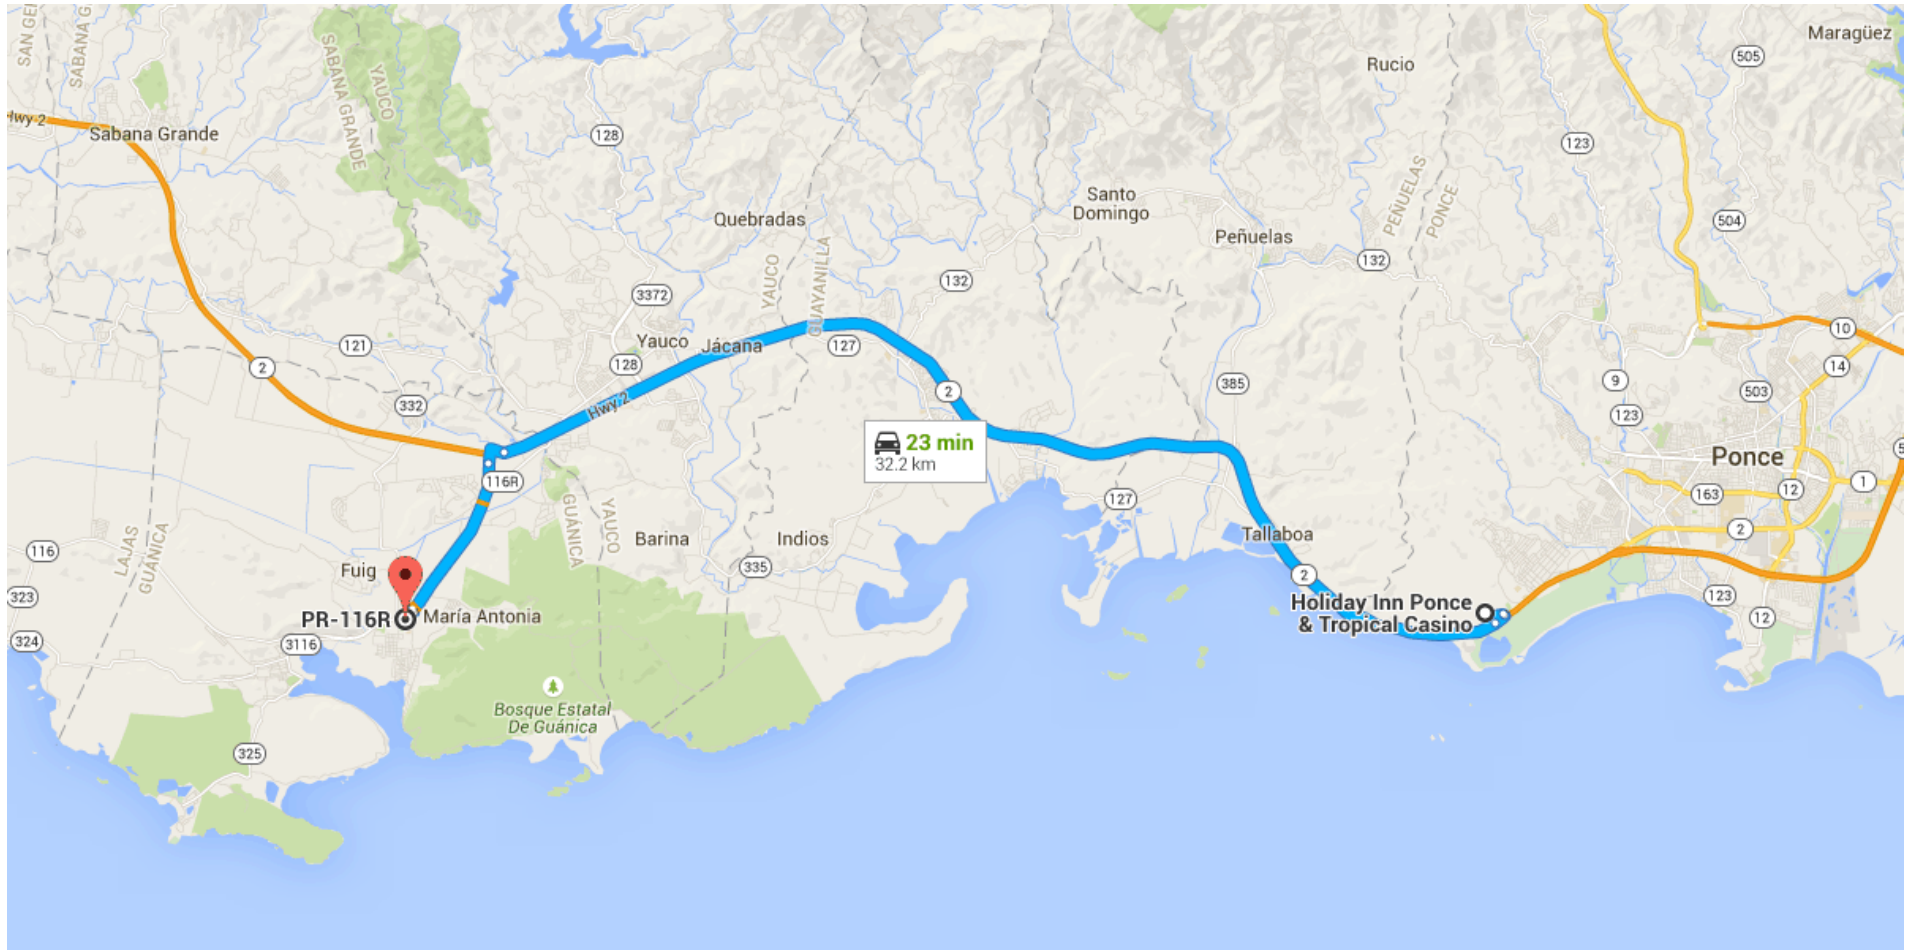 SABANA GRANDE
YAUCO
Maragüez
505
Rucio
Hwy 2
Sabana Grande
128
123
Santo
Domingo
PEÑUELAS
PONCE
Quebradas
504
Peñuelas
132
YAUCO
GUAYANILLA
132
3372
10
Yauco
Jácana
121
127
128
14
2
385
9
503
2
332
Hwy 2
123
23 min
32.2 km
Ponce
116R
1
12
163
127
GUÁNICA
YAUCO
LAJAS
GUÁNICA
2
Barina
Indios
Tallaboa
116
335
Fuig
2
323
Holiday Inn Ponce
& Tropical Casino
123
PR-116R
María Antonia
12
324
3116
Bosque Estatal
De Guánica
325